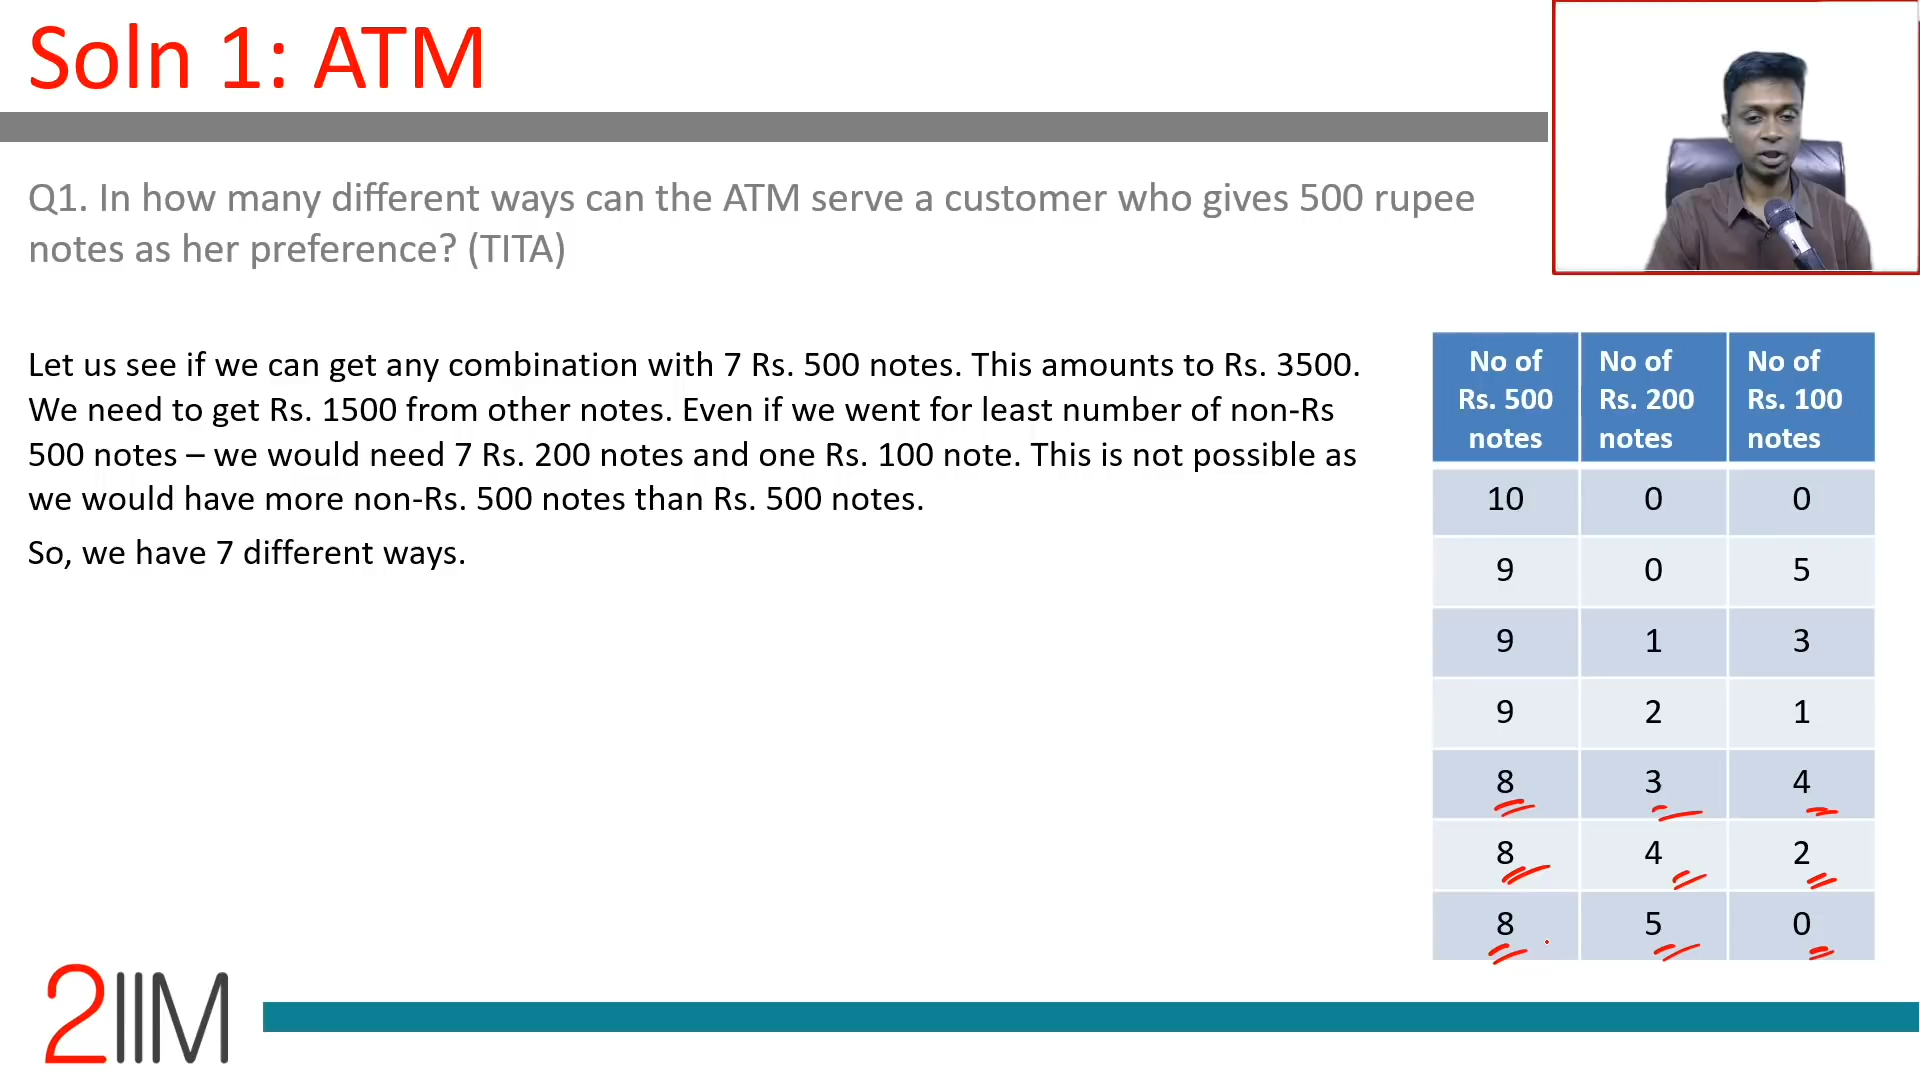 Soln 1: ATM
Q1. In how many different ways can the ATM serve a customer who gives 500 rupee
notes as her preference? (TITA)
Let us see if we can get any combination with 7 Rs. 500 notes. This amounts to Rs. 3500.
We need to get Rs. 1500 from other notes. Even if we went for least number of non-Rs
500 notes – we would need 7 Rs. 200 notes and one Rs. 100 note. This is not possible as
we would have more non-Rs. 500 notes than Rs. 500 notes.
So, we have 7 different ways.
No of Rs. 500 notes No of Rs. 200 notes No of Rs. 100 notes
10 0 0
9 0 5
9 1 3
9 2 1
8 3 4
8 4 2
8 5 0
2IIM